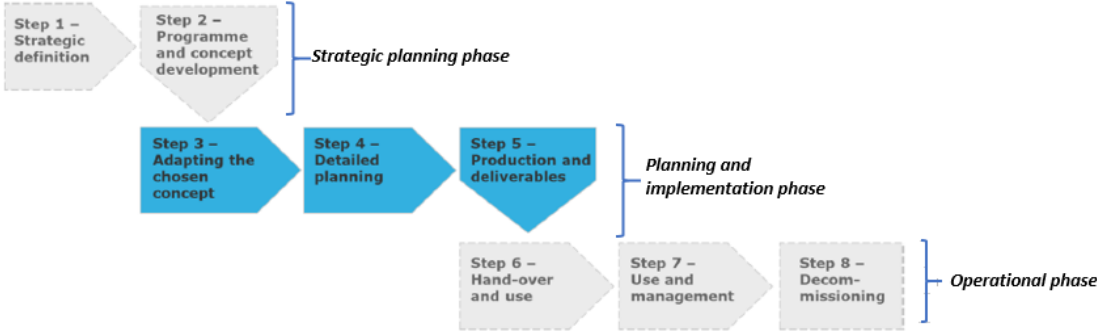 Step 1 –
Strategic
definition
Step 2 –
Programme
and concept
development
Strategic planning phase
Step 3 –
Adapting the
chosen
concept
Step 4 –
Detailed
planning
Step 5 –
Production and
deliverables
Planning and
implementation phase
Step 6 –
Hand-over
and use
Step 7 –
Use and
management
Step 8 –
Decom-
missioning
Operational phase